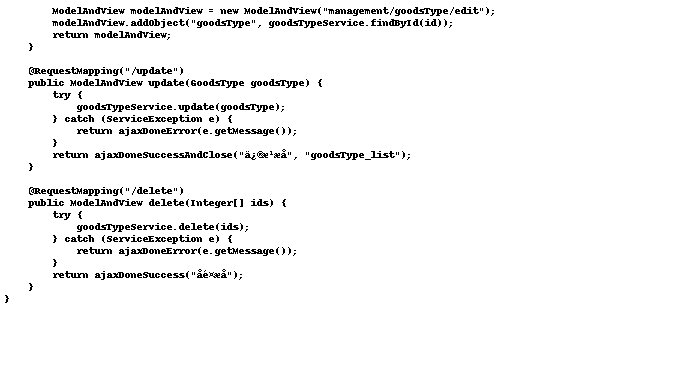 ModelAndView modelAndView = new ModelAndView("management/goodsType/edit");
modelAndView.addObject("goodsType", goodsTypeService.findById(id));
return modelAndView;
}
@RequestMapping("/update")
public ModelAndView update(GoodsType goodsType) {
try {
goodsTypeService.update(goodsType);
} catch (ServiceException e) {
return ajaxDoneError(e.getMessage());
}
return ajaxDoneSuccessAndClose("ä¿®æ¹æå", "goodsType_list");
}
@RequestMapping("/delete")
public ModelAndView delete(Integer[] ids) {
try {
goodsTypeService.delete(ids);
} catch (ServiceException e) {
return ajaxDoneError(e.getMessage());
}
return ajaxDoneSuccess("åé¤æå");
}
}